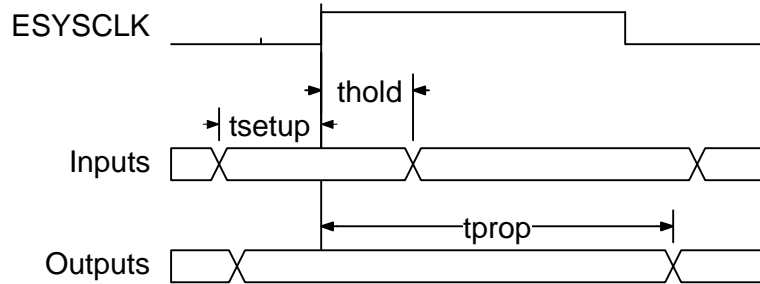 ESYSCLK
thold
tsetup
Inputs
tprop
Outputs